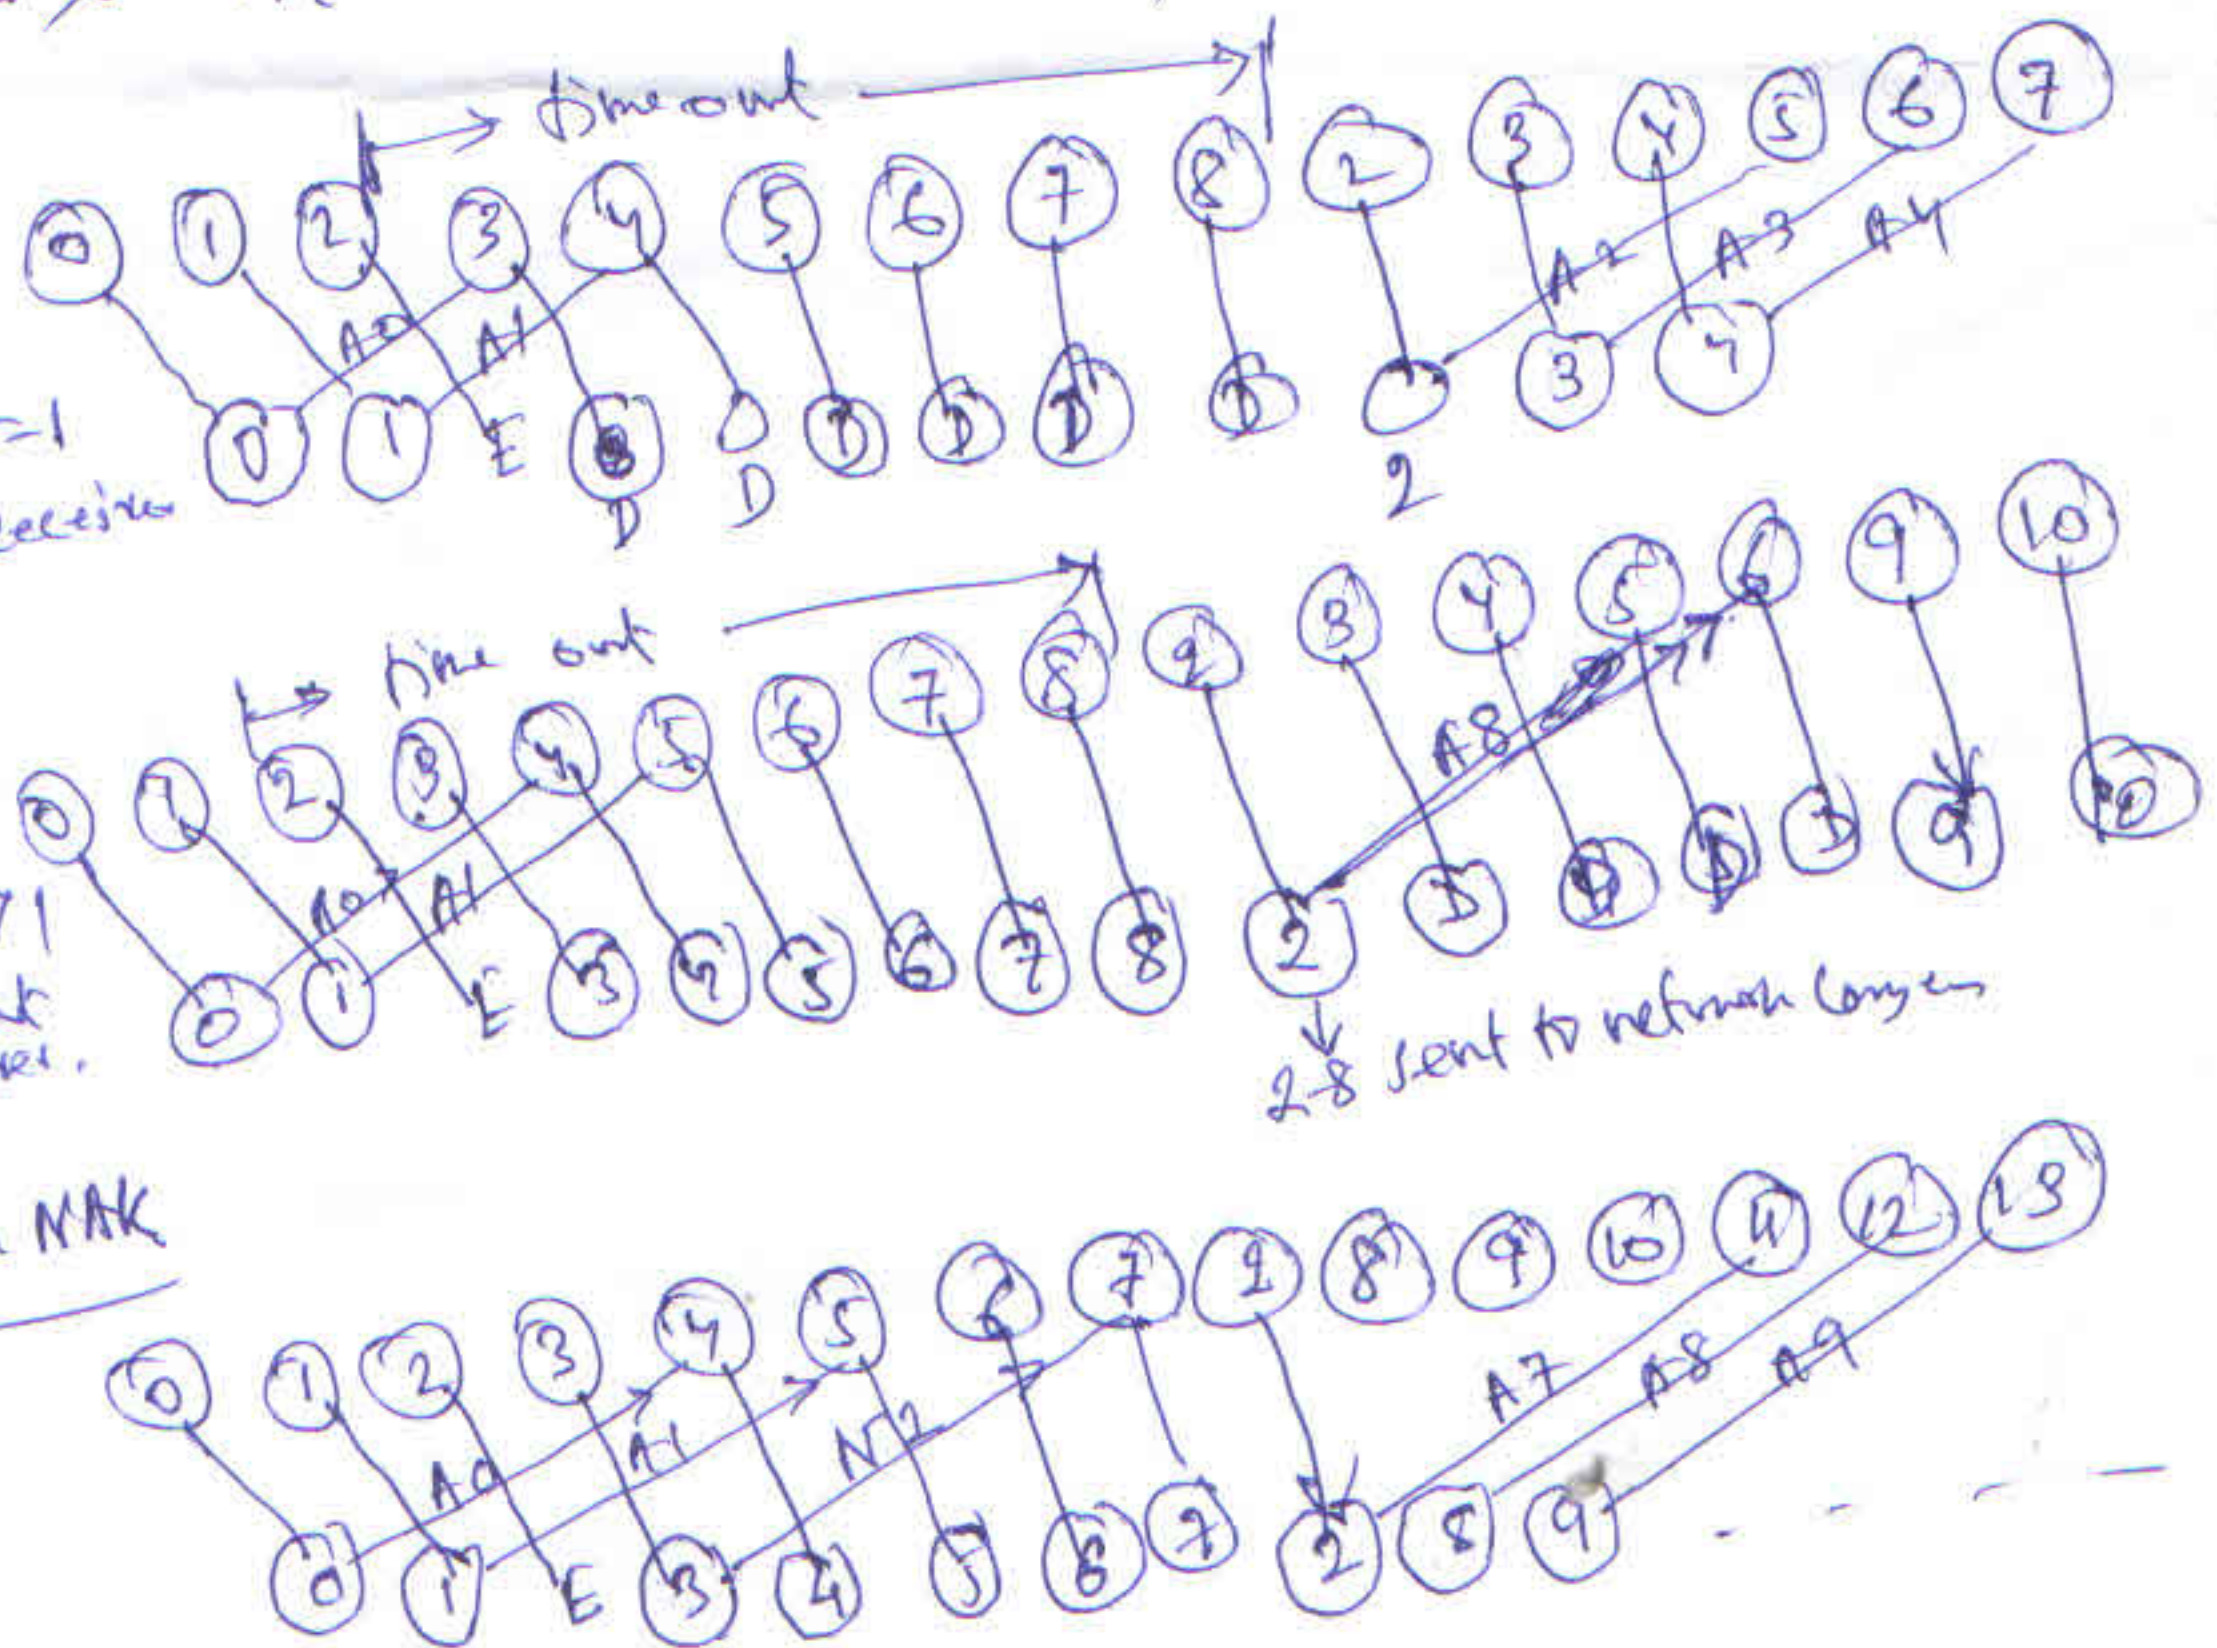 time out
0 1 2 3 4 5 6 7 8 2 3 4 5 6 7
A0 A1 A2 A3 A4
=1
0 1 E D D D D D 3 4
D D 2
time out
0 1 2 3 4 5 6 7 8 2 3 4 5 6 9 10
A0 A1 A8
71
0 1 E 3 4 5 6 7 8 2 D D D D 9 10
2-8 sent to network layer
NAK
0 1 2 3 4 5 6 7 2 8 9 10 11 12 13
A0 A1 N2 A7 A8 A9
0 1 E 3 4 5 6 7 2 8 9